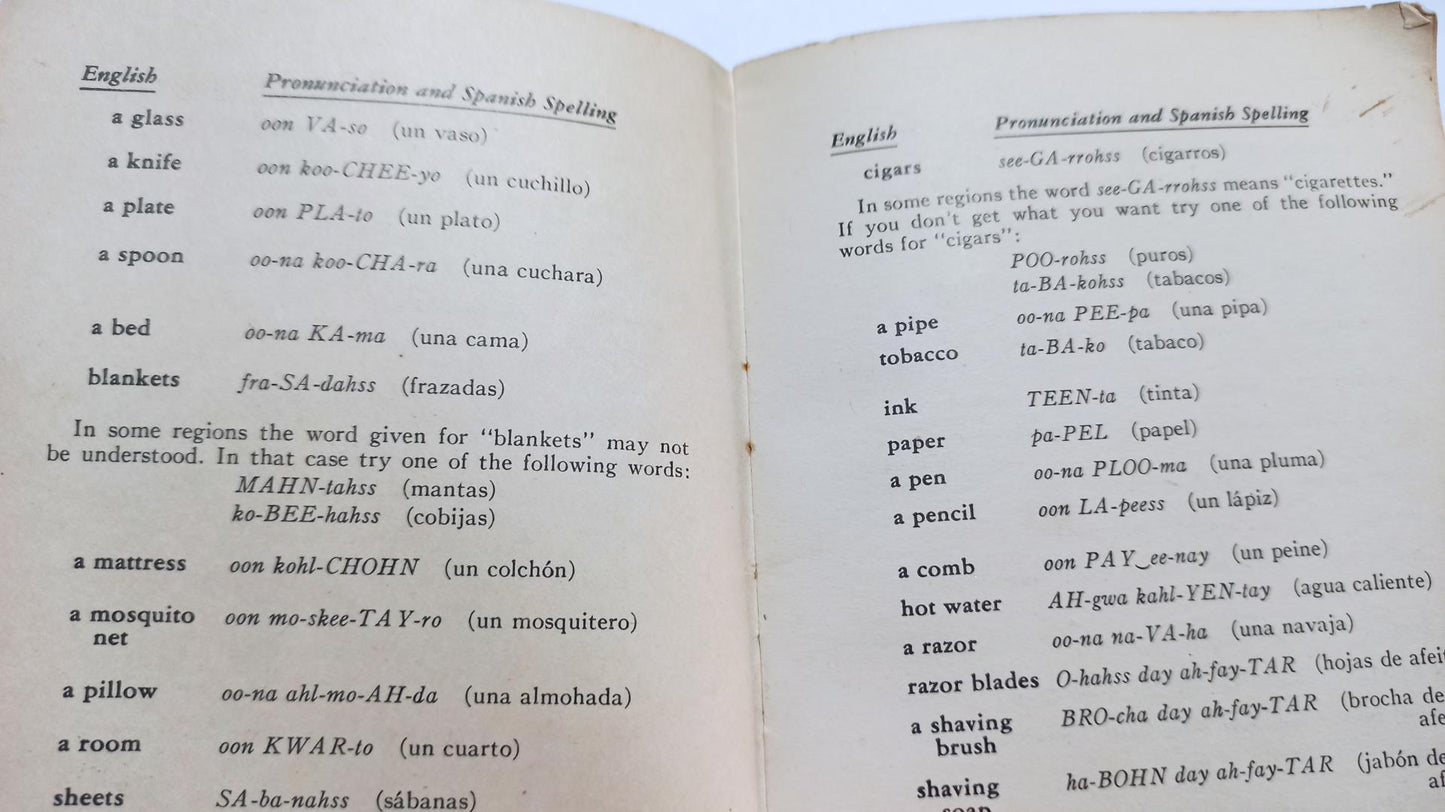 English Pronunciation and Spanish Spelling
a glass oon VA-so (un vaso)
a knife oon koo-CHEE-yo (un cuchillo)
a plate oon PLA-to (un plato)
a spoon oo-na koo-CHA-ra (una cuchara)
a bed oo-na KA-ma (una cama)
blankets fra-SA-dahss (frazadas)
In some regions the word given for "blankets" may not
be understood. In that case try one of the following words:
MAHN-tahss (mantas)
ko-BEE-hahss (cobijas)
a mattress oon kohl-CHOHN (un colchón)
a mosquito oon mo-skee-TAY-ro (un mosquitero)
net
a pillow oo-na ahl-mo-AH-da (una almohada)
a room oon KWAR-to (un cuarto)
sheets SA-ba-nahss (sábanas)
English Pronunciation and Spanish Spelling
cigars see-GA-rrohss (cigarros)
In some regions the word see-GA-rrohss means "cigarettes."
If you don't get what you want try one of the following
words for "cigars":
POO-rohss (puros)
ta-BA-kohss (tabacos)
a pipe oo-na PEE-pa (una pipa)
tobacco ta-BA-ko (tabaco)
ink TEEN-ta (tinta)
paper pa-PEL (papel)
a pen oo-na PLOO-ma (una pluma)
a pencil oon LA-peess (un lápiz)
a comb oon PAY‿ee-nay (un peine)
hot water AH-gwa kahl-YEN-tay (agua caliente)
a razor oo-na na-VA-ha (una navaja)
razor blades O-hahss day ah-fay-TAR (hojas de afeit
a shaving BRO-cha day ah-fay-TAR (brocha de
brush afe
shaving ha-BOHN day ah-fay-TAR (jabón de
af